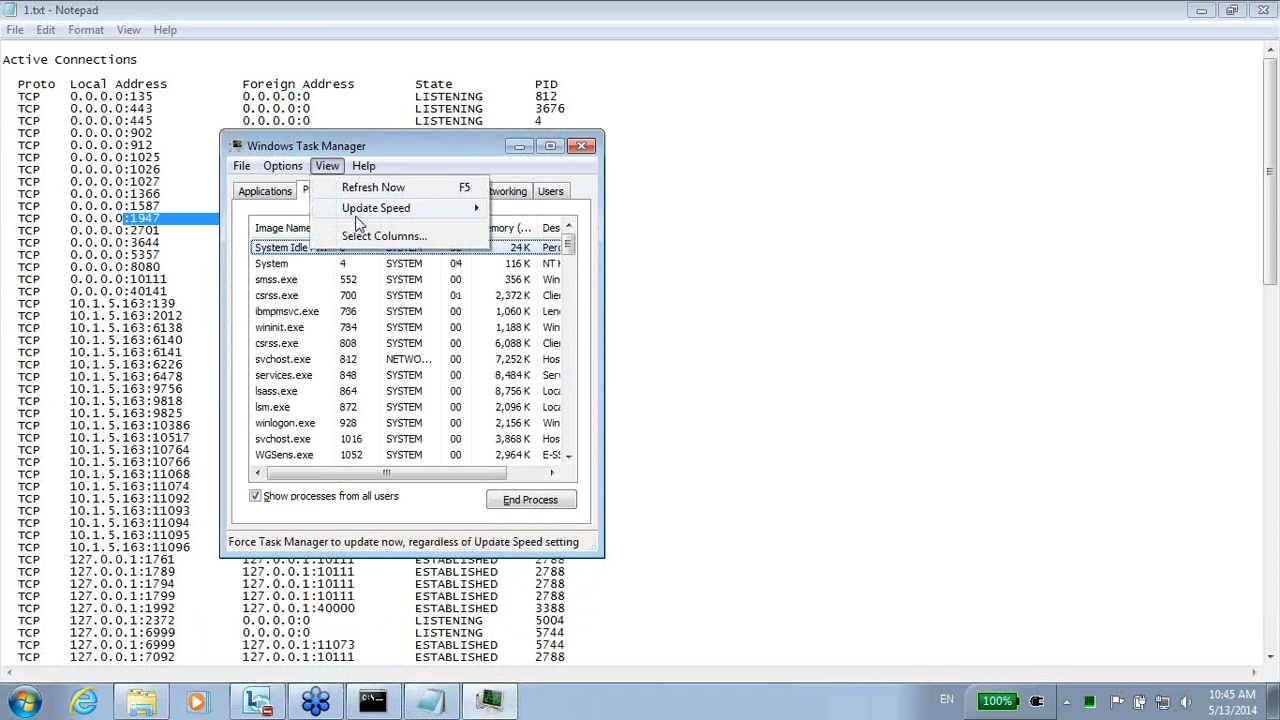 1.txt - Notepad
File Edit Format View Help
Active Connections
Proto Local Address Foreign Address State PID
TCP 0.0.0.0:135 0.0.0.0:0 LISTENING 812
TCP 0.0.0.0:443 0.0.0.0:0 LISTENING 3676
TCP 0.0.0.0:445 0.0.0.0:0 LISTENING 4
TCP 0.0.0.0:902
TCP 0.0.0.0:912
TCP 0.0.0.0:1025
TCP 0.0.0.0:1026
TCP 0.0.0.0:1027
TCP 0.0.0.0:1366
TCP 0.0.0.0:1587
TCP 0.0.0.0:1947
TCP 0.0.0.0:2701
TCP 0.0.0.0:3644
TCP 0.0.0.0:5357
TCP 0.0.0.0:8080
TCP 0.0.0.0:10111
TCP 0.0.0.0:40141
TCP 10.1.5.163:139
TCP 10.1.5.163:2012
TCP 10.1.5.163:6138
TCP 10.1.5.163:6140
TCP 10.1.5.163:6141
TCP 10.1.5.163:6226
TCP 10.1.5.163:6478
TCP 10.1.5.163:9756
TCP 10.1.5.163:9818
TCP 10.1.5.163:9825
TCP 10.1.5.163:10386
TCP 10.1.5.163:10517
TCP 10.1.5.163:10764
TCP 10.1.5.163:10766
TCP 10.1.5.163:11068
TCP 10.1.5.163:11074
TCP 10.1.5.163:11092
TCP 10.1.5.163:11093
TCP 10.1.5.163:11094
TCP 10.1.5.163:11095
TCP 10.1.5.163:11096
TCP 127.0.0.1:1761 127.0.0.1:10111 ESTABLISHED 2788
TCP 127.0.0.1:1789 127.0.0.1:10111 ESTABLISHED 2788
TCP 127.0.0.1:1794 127.0.0.1:10111 ESTABLISHED 2788
TCP 127.0.0.1:1799 127.0.0.1:10111 ESTABLISHED 2788
TCP 127.0.0.1:1992 127.0.0.1:40000 ESTABLISHED 3388
TCP 127.0.0.1:2372 0.0.0.0:0 LISTENING 5004
TCP 127.0.0.1:6999 0.0.0.0:0 LISTENING 5744
TCP 127.0.0.1:6999 127.0.0.1:11073 ESTABLISHED 5744
TCP 127.0.0.1:7092 127.0.0.1:10111 ESTABLISHED 2788
Windows Task Manager
File Options View Help
Refresh Now F5
Update Speed
Select Columns...
Applications Users
Image Name
System Idle 24 K
System 4 SYSTEM 04 116 K NT K
smss.exe 552 SYSTEM 00 356 K Win
csrss.exe 700 SYSTEM 01 2,372 K Clie
ibmpmsvc.exe 736 SYSTEM 00 1,060 K Len
wininit.exe 784 SYSTEM 00 1,188 K Win
csrss.exe 808 SYSTEM 00 6,088 K Clie
svchost.exe 812 NETWO... 00 7,252 K Hos
services.exe 848 SYSTEM 00 8,484 K Serv
lsass.exe 864 SYSTEM 00 8,756 K Loca
lsm.exe 872 SYSTEM 00 2,096 K Loca
winlogon.exe 928 SYSTEM 00 2,156 K Win
svchost.exe 1016 SYSTEM 00 3,868 K Hos
WGSens.exe 1052 SYSTEM 00 2,964 K E-SS
Show processes from all users
End Process
Force Task Manager to update now, regardless of Update Speed setting
EN 100% 10:45 AM
5/13/2014